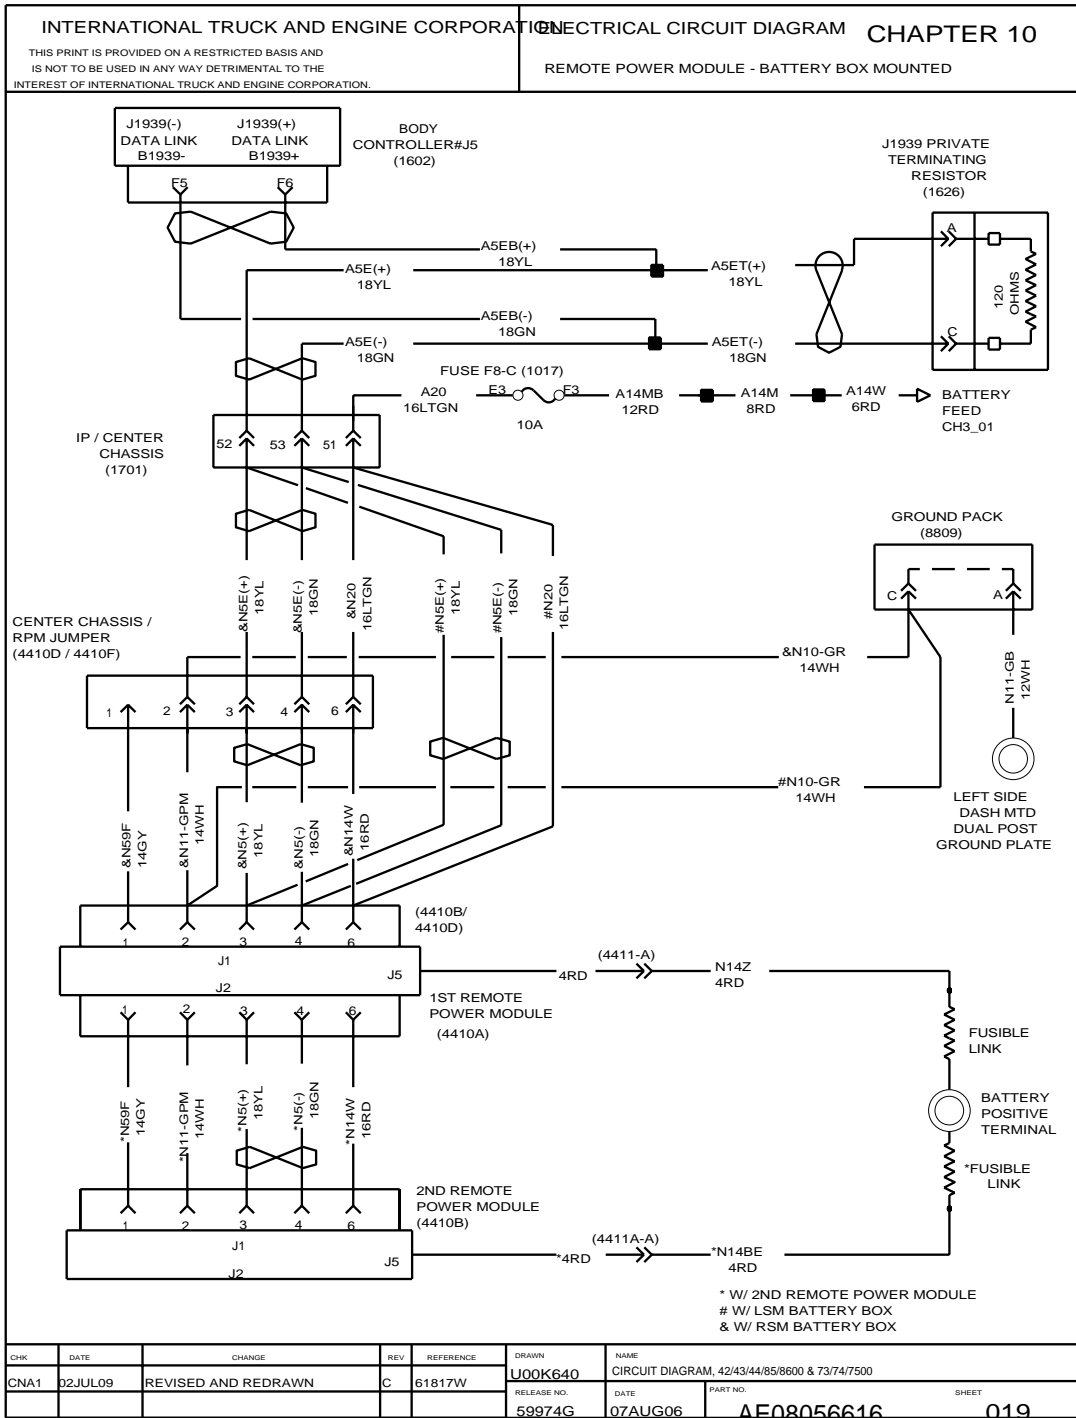 INTERNATIONAL TRUCK AND ENGINE CORPORATION
THIS PRINT IS PROVIDED ON A RESTRICTED BASIS AND
IS NOT TO BE USED IN ANY WAY DETRIMENTAL TO THE
INTEREST OF INTERNATIONAL TRUCK AND ENGINE CORPORATION.
ELECTRICAL CIRCUIT DIAGRAM
CHAPTER 10
REMOTE POWER MODULE - BATTERY BOX MOUNTED
J1939(-)
DATA LINK
B1939-
J1939(+)
DATA LINK
B1939+
BODY
CONTROLLER#J5
(1602)
F5
F6
J1939 PRIVATE
TERMINATING
RESISTOR
(1626)
A
C
120
OHMS
A5EB(+)
18YL
A5E(+)
18YL
A5ET(+)
18YL
A5EB(-)
18GN
A5E(-)
18GN
A5ET(-)
18GN
FUSE F8-C (1017)
A20
16LTGN
E3
F3
10A
A14MB
12RD
A14M
8RD
A14W
6RD
BATTERY
FEED
CH3_01
IP / CENTER
CHASSIS
(1701)
52
53
51
GROUND PACK
(8809)
C
A
&N5E(+)
18YL
&N5E(-)
18GN
&N20
16LTGN
#N5E(+)
18YL
#N5E(-)
18GN
#N20
16LTGN
CENTER CHASSIS /
RPM JUMPER
(4410D / 4410F)
&N10-GR
14WH
N11-GB
12WH
1
2
3
4
6
#N10-GR
14WH
LEFT SIDE
DASH MTD
DUAL POST
GROUND PLATE
&N59F
14GY
&N11-GPM
14WH
&N5(+)
18YL
&N5(-)
18GN
&N14W
16RD
(4410B/
4410D)
1
2
3
4
6
J1
J5
J2
1ST REMOTE
POWER MODULE
(4410A)
4RD
(4411-A)
N14Z
4RD
1
2
3
4
6
FUSIBLE
LINK
BATTERY
POSITIVE
TERMINAL
*FUSIBLE
LINK
*N59F
14GY
*N11-GPM
14WH
*N5(+)
18YL
*N5(-)
18GN
*N14W
16RD
2ND REMOTE
POWER MODULE
(4410B)
1
2
3
4
6
J1
J5
J2
*4RD
(4411A-A)
*N14BE
4RD
* W/ 2ND REMOTE POWER MODULE
# W/ LSM BATTERY BOX
& W/ RSM BATTERY BOX
CHK DATE CHANGE REV REFERENCE
CNA1 02JUL09 REVISED AND REDRAWN C 61817W
DRAWN
U00K640
NAME
CIRCUIT DIAGRAM, 42/43/44/85/8600 & 73/74/7500
RELEASE NO.
59974G
DATE
07AUG06
PART NO.
AE08056616
SHEET
019